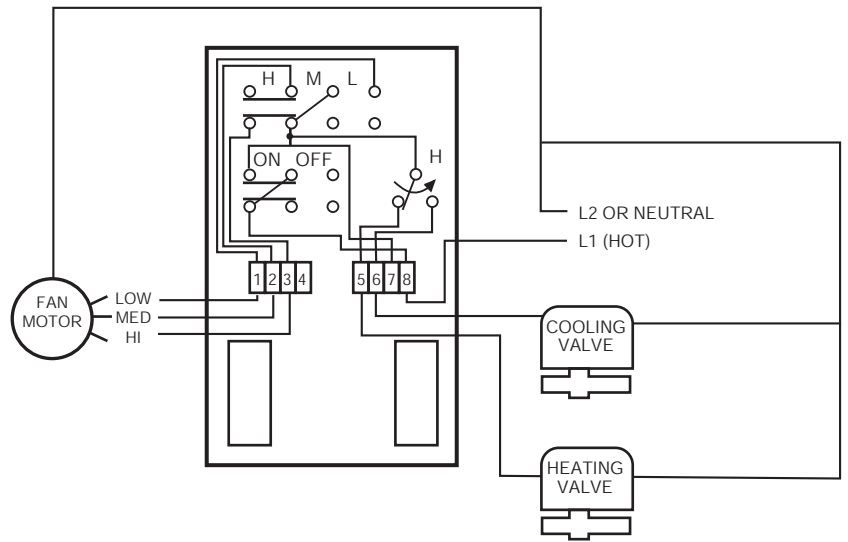 H M L
ON OFF
H
L2 OR NEUTRAL
L1 (HOT)
1 2 3 4
5 6 7 8
FAN
MOTOR
LOW
MED
HI
COOLING
VALVE
HEATING
VALVE